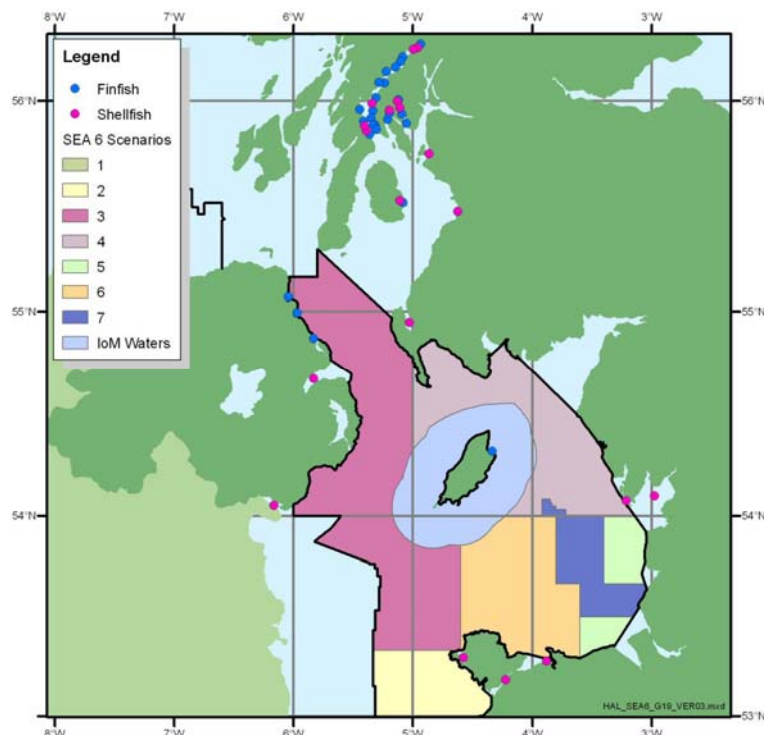 8°W 7°W 6°W 5°W 4°W 3°W
Legend
Finfish
Shellfish
SEA 6 Scenarios
1
2
3
4
5
6
7
IoM Waters
56°N 56°N
55°N 55°N
54°N 54°N
53°N 53°N
HAL_SEA6_G19_VER03.mxd
8°W 7°W 6°W 5°W 4°W 3°W